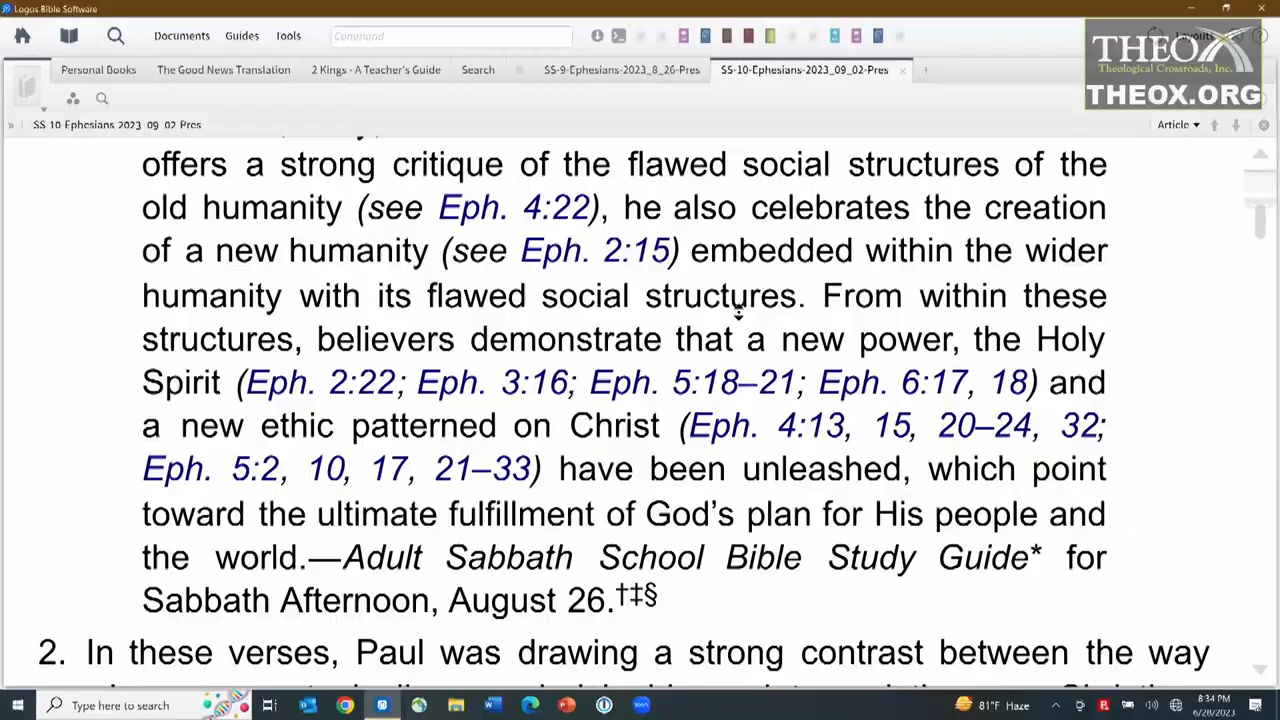 Logos Bible Software
Documents Guides Tools Command Layouts
THEOX
Theological Crossroads, Inc.
THEOX.ORG
Personal Books The Good News Translation 2 Kings - A Teacher's Guide Search SS-9-Ephesians-2023_8_26-Pres SS-10-Ephesians-2023_09_02-Pres
SS-10-Ephesians-2023_09_02-Pres Article
offers a strong critique of the flawed social structures of the
old humanity (see Eph. 4:22), he also celebrates the creation
of a new humanity (see Eph. 2:15) embedded within the wider
humanity with its flawed social structures. From within these
structures, believers demonstrate that a new power, the Holy
Spirit (Eph. 2:22; Eph. 3:16; Eph. 5:18–21; Eph. 6:17, 18) and
a new ethic patterned on Christ (Eph. 4:13, 15, 20–24, 32;
Eph. 5:2, 10, 17, 21–33) have been unleashed, which point
toward the ultimate fulfillment of God's plan for His people and
the world.—Adult Sabbath School Bible Study Guide* for
Sabbath Afternoon, August 26.†‡§
2. In these verses, Paul was drawing a strong contrast between the way
Type here to search 81°F Haze 8:34 PM
6/28/2023